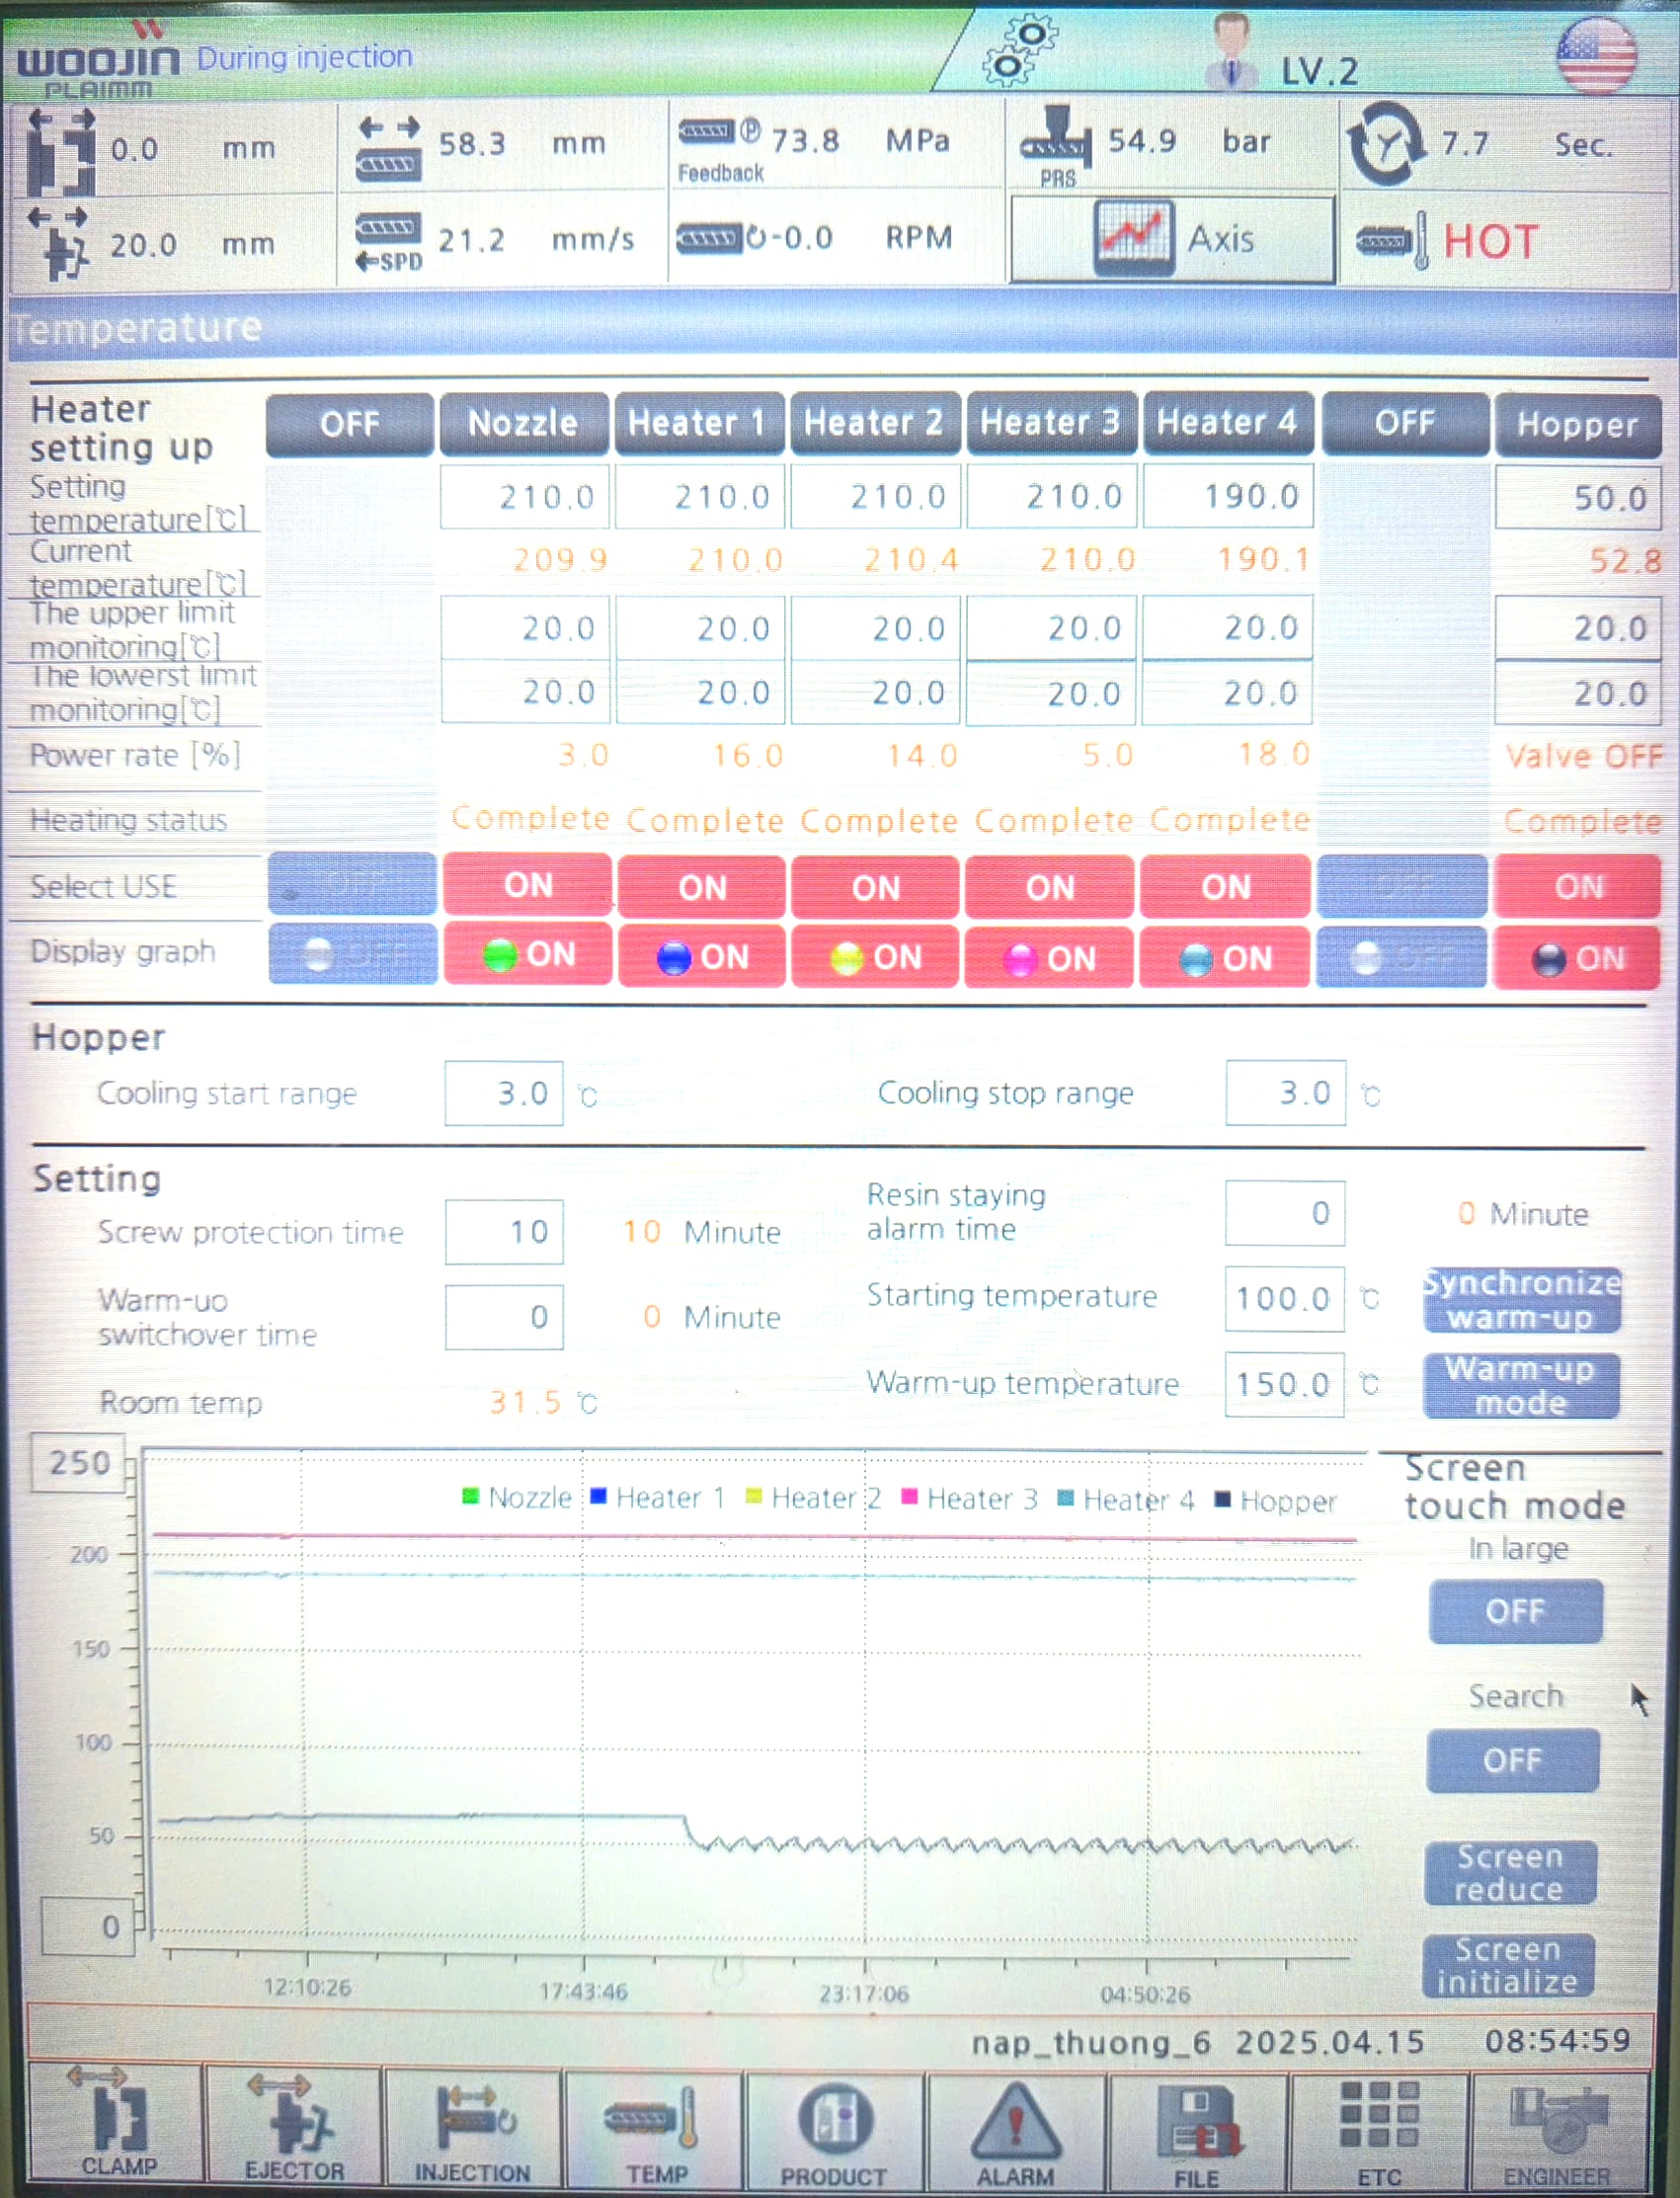 WOOJIN
PLAIMM
During injection
LV.2
0.0 mm
58.3 mm
Feedback
73.8 MPa
PRS
54.9 bar
7.7 Sec.
20.0 mm
←SPD
21.2 mm/s
-0.0 RPM
Axis
HOT
Temperature
Heater
setting up
OFF Nozzle Heater 1 Heater 2 Heater 3 Heater 4 OFF Hopper
Setting
temperature[℃] 210.0 210.0 210.0 210.0 190.0 50.0
Current
temperature[℃] 209.9 210.0 210.4 210.0 190.1 52.8
The upper limit
monitoring[℃] 20.0 20.0 20.0 20.0 20.0 20.0
The lowerst limit
monitoring[℃] 20.0 20.0 20.0 20.0 20.0 20.0
Power rate [%] 3.0 16.0 14.0 5.0 18.0 Valve OFF
Heating status Complete Complete Complete Complete Complete Complete
Select USE OFF ON ON ON ON ON OFF ON
Display graph OFF ON ON ON ON ON OFF ON
Hopper
Cooling start range 3.0 ℃ Cooling stop range 3.0 ℃
Setting
Screw protection time 10 10 Minute
Resin staying
alarm time 0 0 Minute
Warm-up
switchover time 0 0 Minute
Starting temperature 100.0 ℃
Synchronize
warm-up
Room temp 31.5 ℃
Warm-up temperature 150.0 ℃
Warm-up
mode
250
200
150
100
50
0
Nozzle Heater 1 Heater 2 Heater 3 Heater 4 Hopper
12:10:26 17:43:46 23:17:06 04:50:26
Screen
touch mode
In large
OFF
Search
OFF
Screen
reduce
Screen
initialize
nap_thuong_6 2025.04.15 08:54:59
CLAMP EJECTOR INJECTION TEMP PRODUCT ALARM FILE ETC ENGINEER